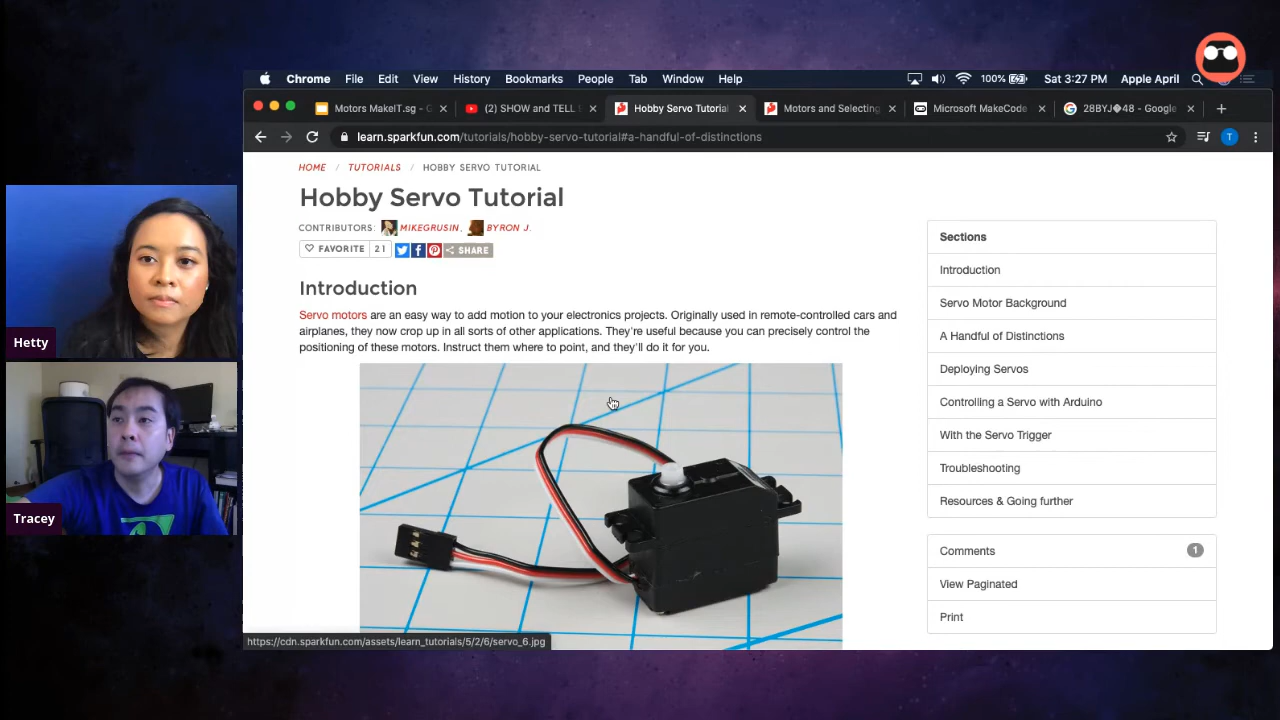 Chrome File Edit View History Bookmarks People Tab Window Help
100% Sat 3:27 PM Apple April
Motors MakeIT.sg - G
(2) SHOW and TELL S
Hobby Servo Tutorial
Motors and Selecting
Microsoft MakeCode
28BYJ�48 - Google
learn.sparkfun.com/tutorials/hobby-servo-tutorial#a-handful-of-distinctions
T
HOME / TUTORIALS / HOBBY SERVO TUTORIAL
Hobby Servo Tutorial
CONTRIBUTORS: MIKEGRUSIN, BYRON J.
FAVORITE 21 SHARE
Introduction
Servo motors are an easy way to add motion to your electronics projects. Originally used in remote-controlled cars and
airplanes, they now crop up in all sorts of other applications. They're useful because you can precisely control the
positioning of these motors. Instruct them where to point, and they'll do it for you.
Sections
Introduction
Servo Motor Background
A Handful of Distinctions
Deploying Servos
Controlling a Servo with Arduino
With the Servo Trigger
Troubleshooting
Resources & Going further
Comments 1
View Paginated
Print
https://cdn.sparkfun.com/assets/learn_tutorials/5/2/6/servo_6.jpg
Hetty
Tracey